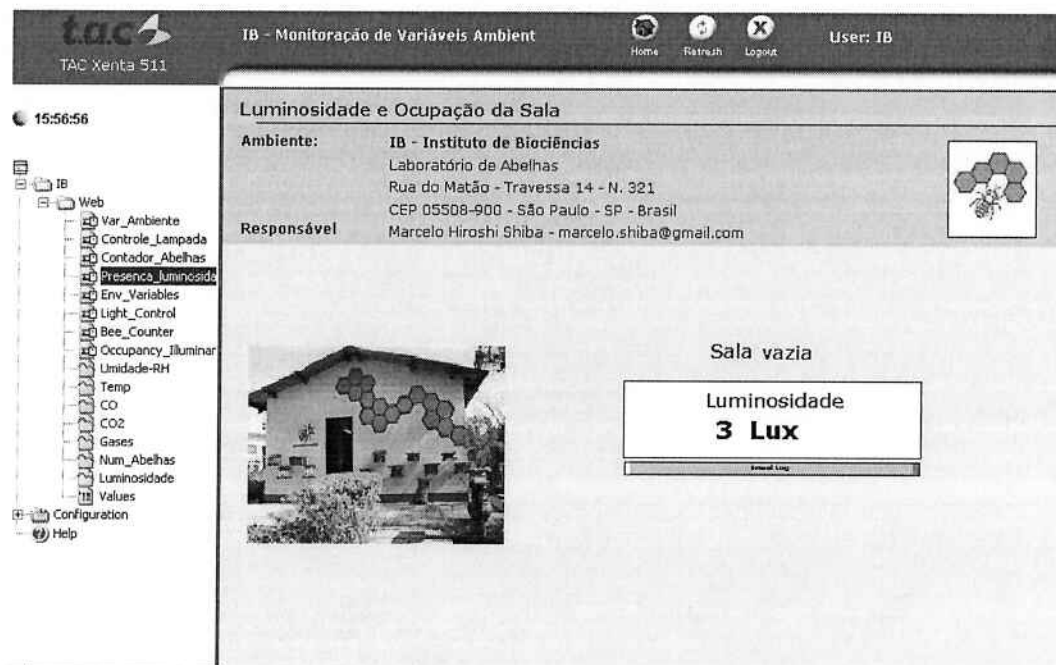 t.a.c
TAC Xenta 511
IB - Monitoração de Variáveis Ambient
Home
Refresh
Logout
User: IB
15:56:56
IB
Web
Var_Ambiente
Controle_Lampada
Contador_Abelhas
Presenca_luminosida
Env_Variables
Light_Control
Bee_Counter
Occupancy_Illuminar
Umidade-RH
Temp
CO
CO2
Gases
Num_Abelhas
Luminosidade
Values
Configuration
Help
Luminosidade e Ocupação da Sala
Ambiente: IB - Instituto de Biociências
Laboratório de Abelhas
Rua do Matão - Travessa 14 - N. 321
CEP 05508-900 - São Paulo - SP - Brasil
Responsável Marcelo Hiroshi Shiba - marcelo.shiba@gmail.com
Sala vazia
Luminosidade
3 Lux